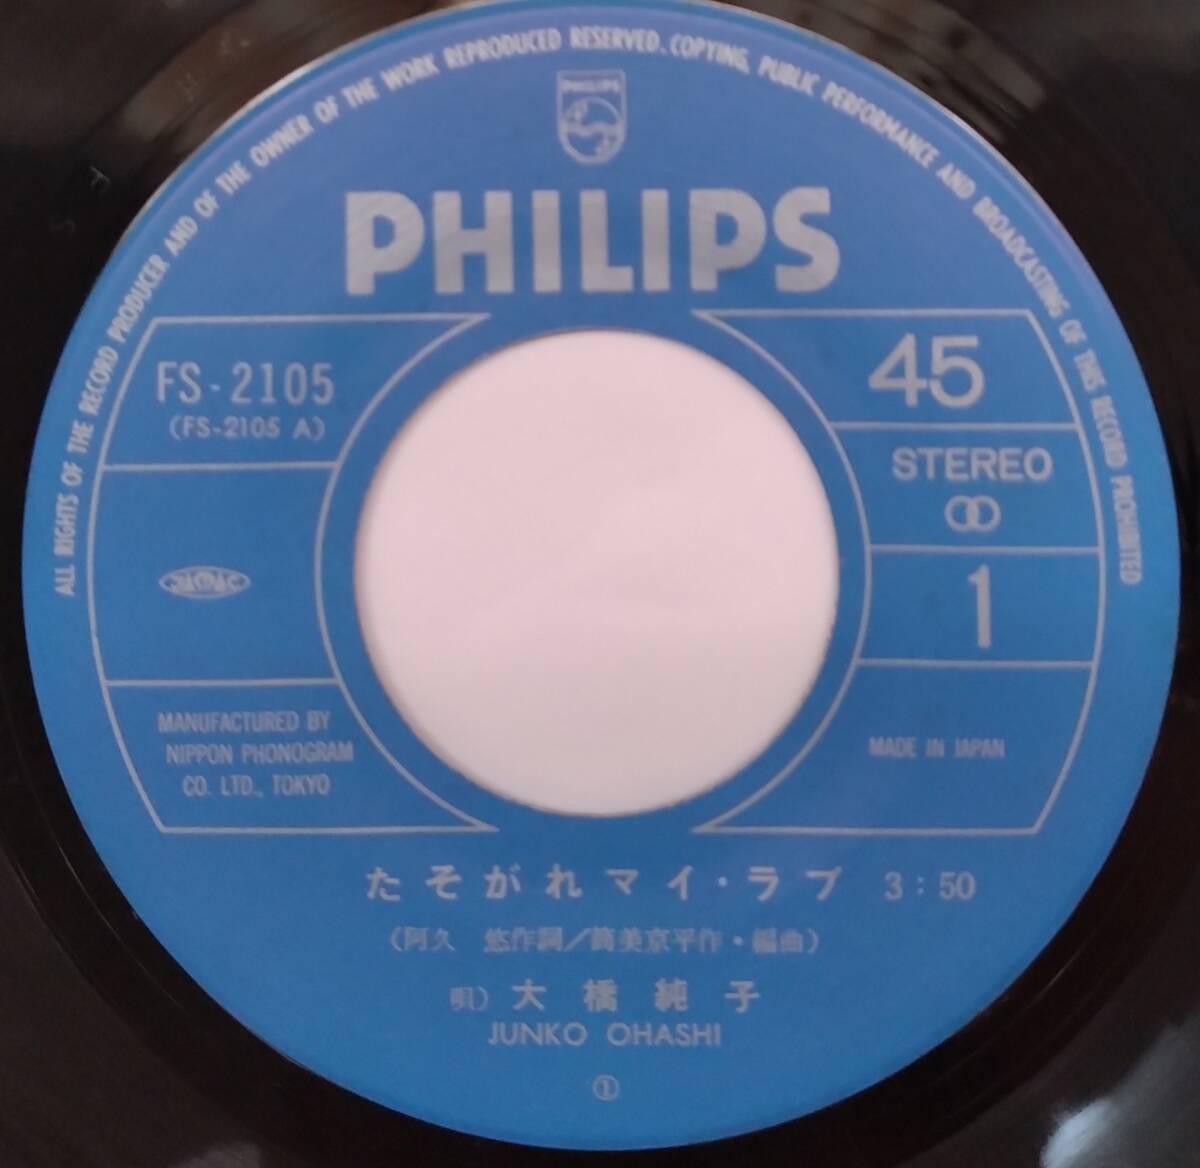 ALL RIGHTS OF THE RECORD PRODUCER AND OF THE OWNER OF THE WORK REPRODUCED RESERVED. COPYING, PUBLIC PERFORMANCE AND BROADCASTING OF THIS RECORD PROHIBITED
PHILIPS
PHILIPS
FS-2105
(FS-2105 A)
JASRAC
MANUFACTURED BY
NIPPON PHONOGRAM
CO. LTD., TOKYO
45
STEREO
1
MADE IN JAPAN
たそがれマイ・ラブ 3:50
(阿久 悠作詞/筒美京平作・編曲)
唄) 大橋純子
JUNKO OHASHI
①